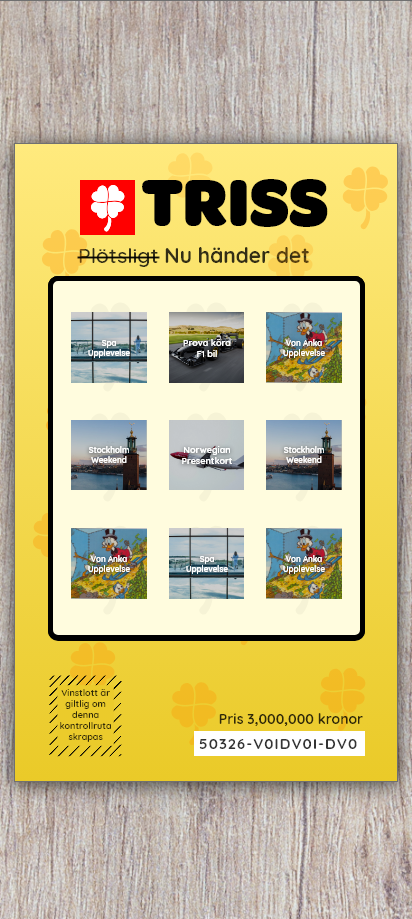 TRISS
Plötsligt Nu händer det
Spa
Upplevelse
Prova köra
F1 bil
Von Anka
Upplevelse
Stockholm
Weekend
Norwegian
Presentkort
Stockholm
Weekend
Von Anka
Upplevelse
Spa
Upplevelse
Von Anka
Upplevelse
Vinstlott är
giltlig om
denna
kontrollruta
skrapas
Pris 3,000,000 kronor
50326-V0IDV0I-DV0